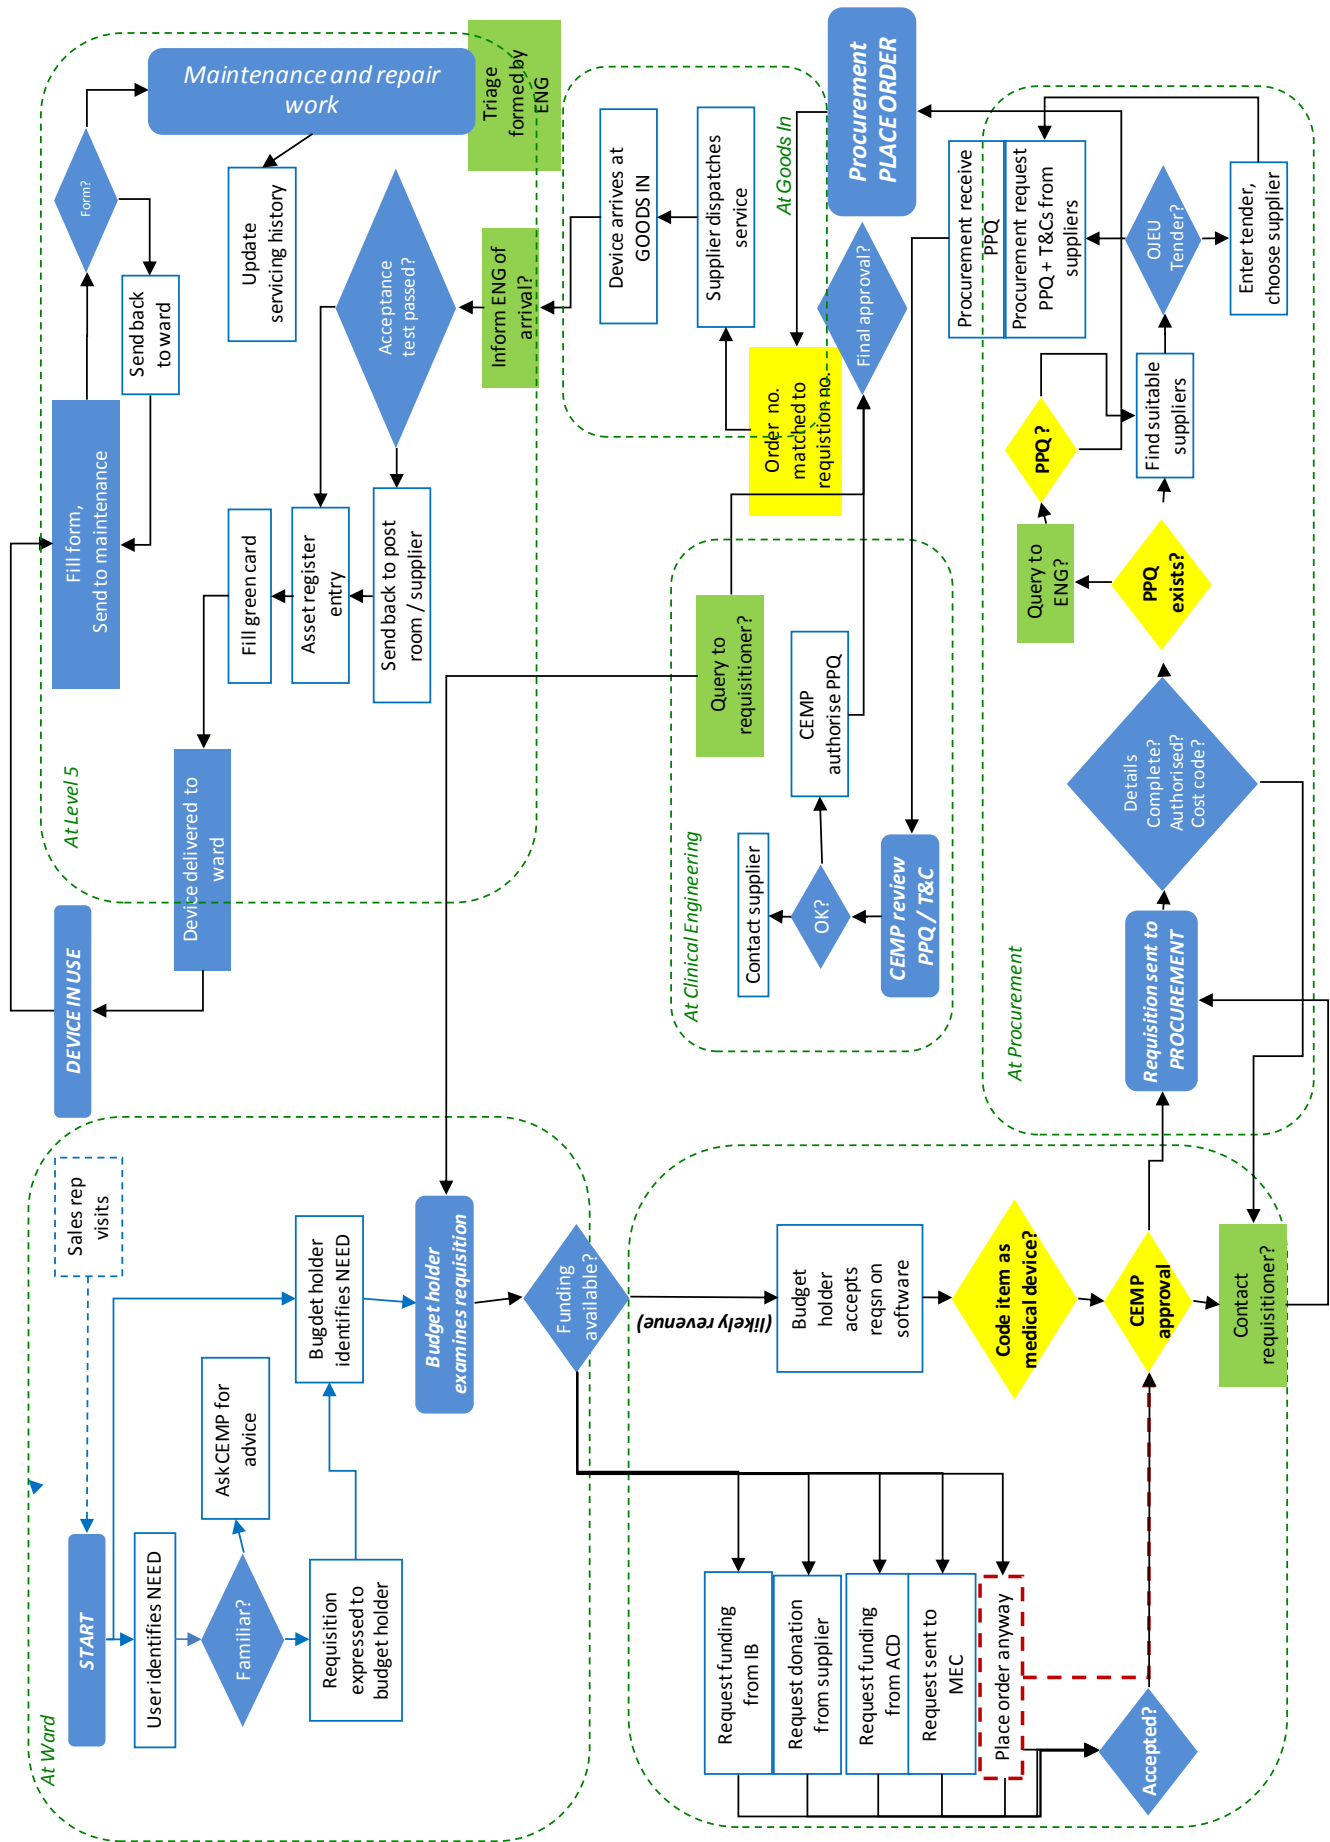 At Ward
START
Sales rep
visits
User identifies NEED
Familiar?
Ask CEMP for
advice
Requisition
expressed to
budget holder
Bugdet holder
identifies NEED
Budget holder
examines requisition
Funding
available?
(likely revenue)
Request funding
from IB
Request donation
from supplier
Request funding
from ACD
Request sent to
MEC
Place order anyway
Accepted?
Budget
holder
accepts
reqsn on
software
Code item as
medical device?
CEMP
approval
Contact
requisitioner?
DEVICE IN USE
At Level 5
Device delivered to
ward
Fill form,
Send to maintenance
Form?
Send back
to ward
Maintenance and repair
work
Triage
formed by
ENG
Update
servicing history
Fill green card
Asset register
entry
Send back to post
room / supplier
Acceptance
test passed?
Inform ENG of
arrival?
At Goods In
Device arrives at
GOODS IN
Supplier dispatches
service
Order no.
matched to
requistion no.
At Clinical Engineering
Query to
requisitioner?
Contact supplier
OK?
CEMP
authorise PPQ
CEMP review
PPQ / T&C
Final approval?
Procurement
PLACE ORDER
At Procurement
Requisition sent to
PROCUREMENT
Details
Complete?
Authorised?
Cost code?
PPQ
exists?
Query to
ENG?
PPQ ?
Find suitable
suppliers
OJEU
Tender?
Procurement receive
PPQ
Procurement request
PPQ + T&Cs from
suppliers
Enter tender,
choose supplier